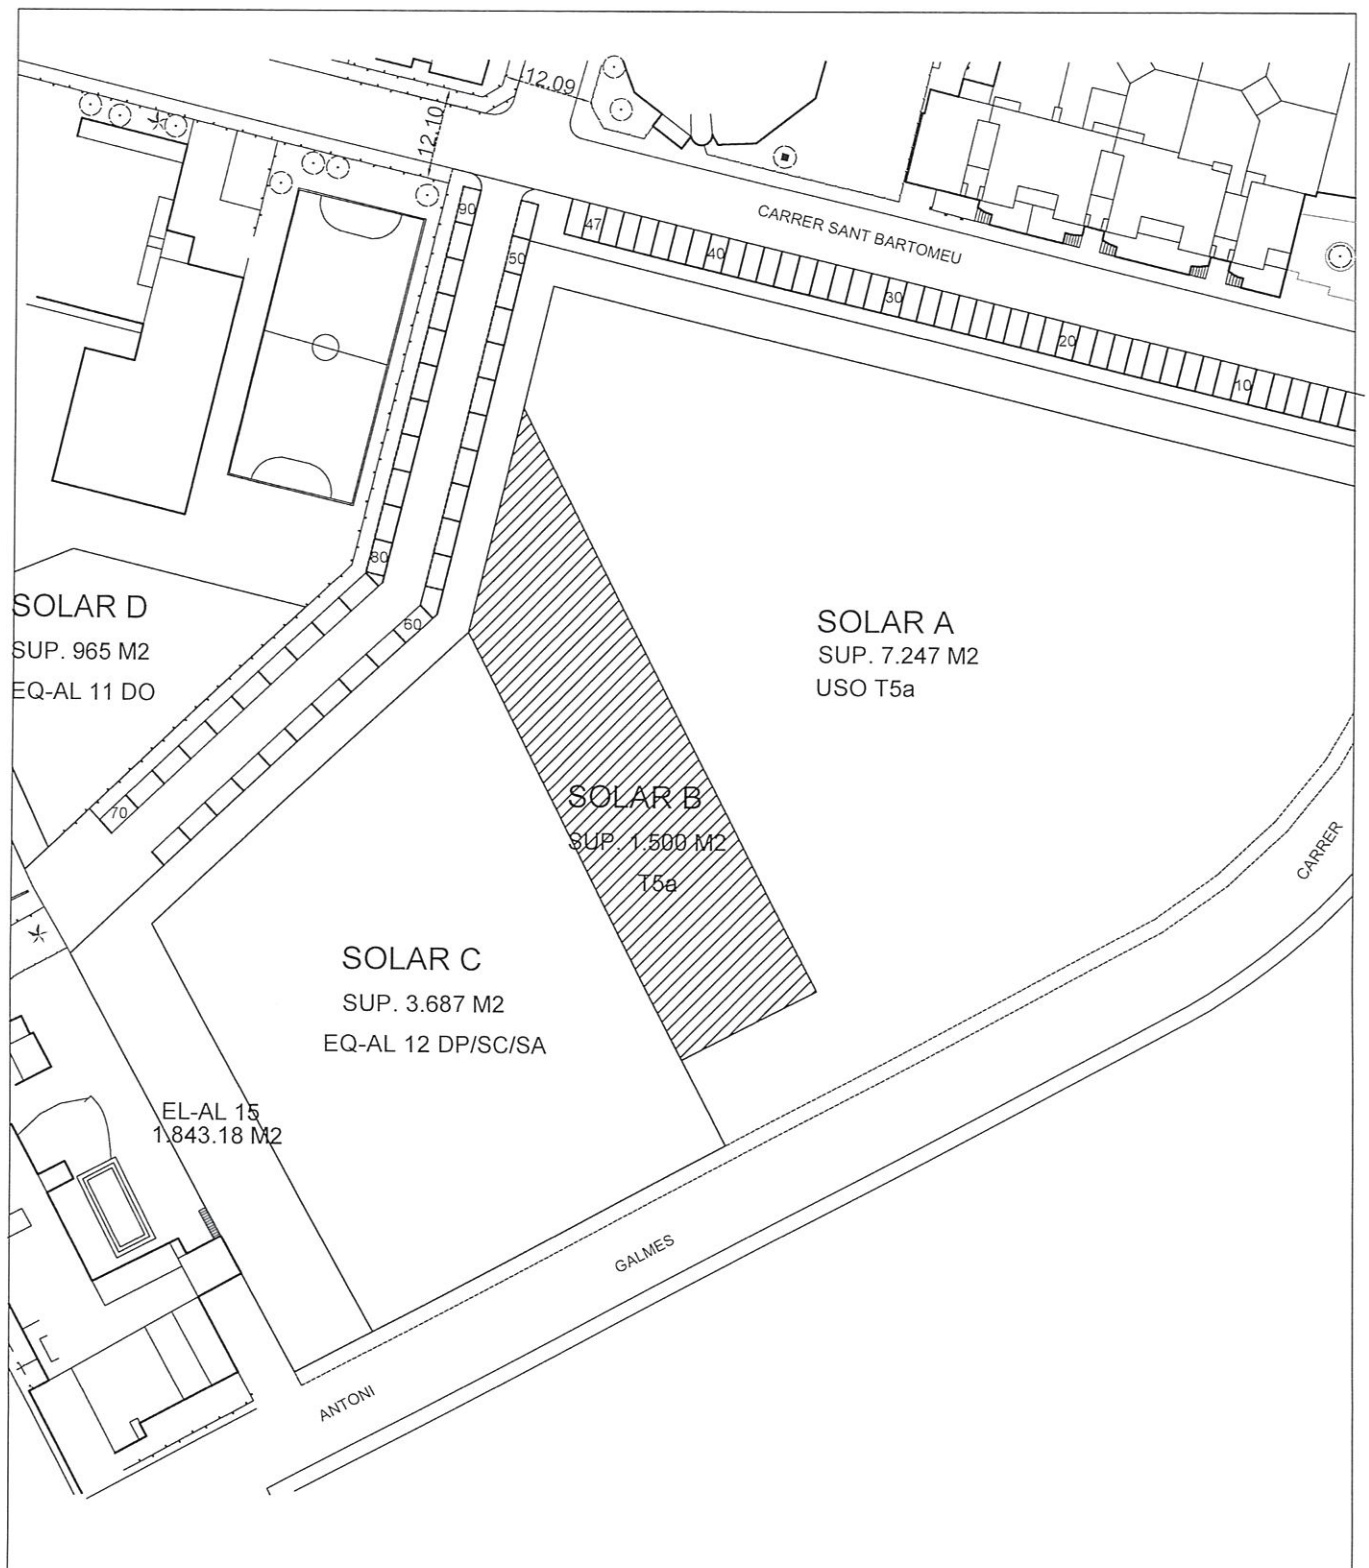 12.09
12.10
90
47
50
40
30
20
10
CARRER SANT BARTOMEU
80
60
70
SOLAR D
SUP. 965 M2
EQ-AL 11 DO
SOLAR A
SUP. 7.247 M2
USO T5a
SOLAR B
SUP. 1.500 M2
T5a
SOLAR C
SUP. 3.687 M2
EQ-AL 12 DP/SC/SA
EL-AL 15
1.843.18 M2
CARRER
GALMES
ANTONI